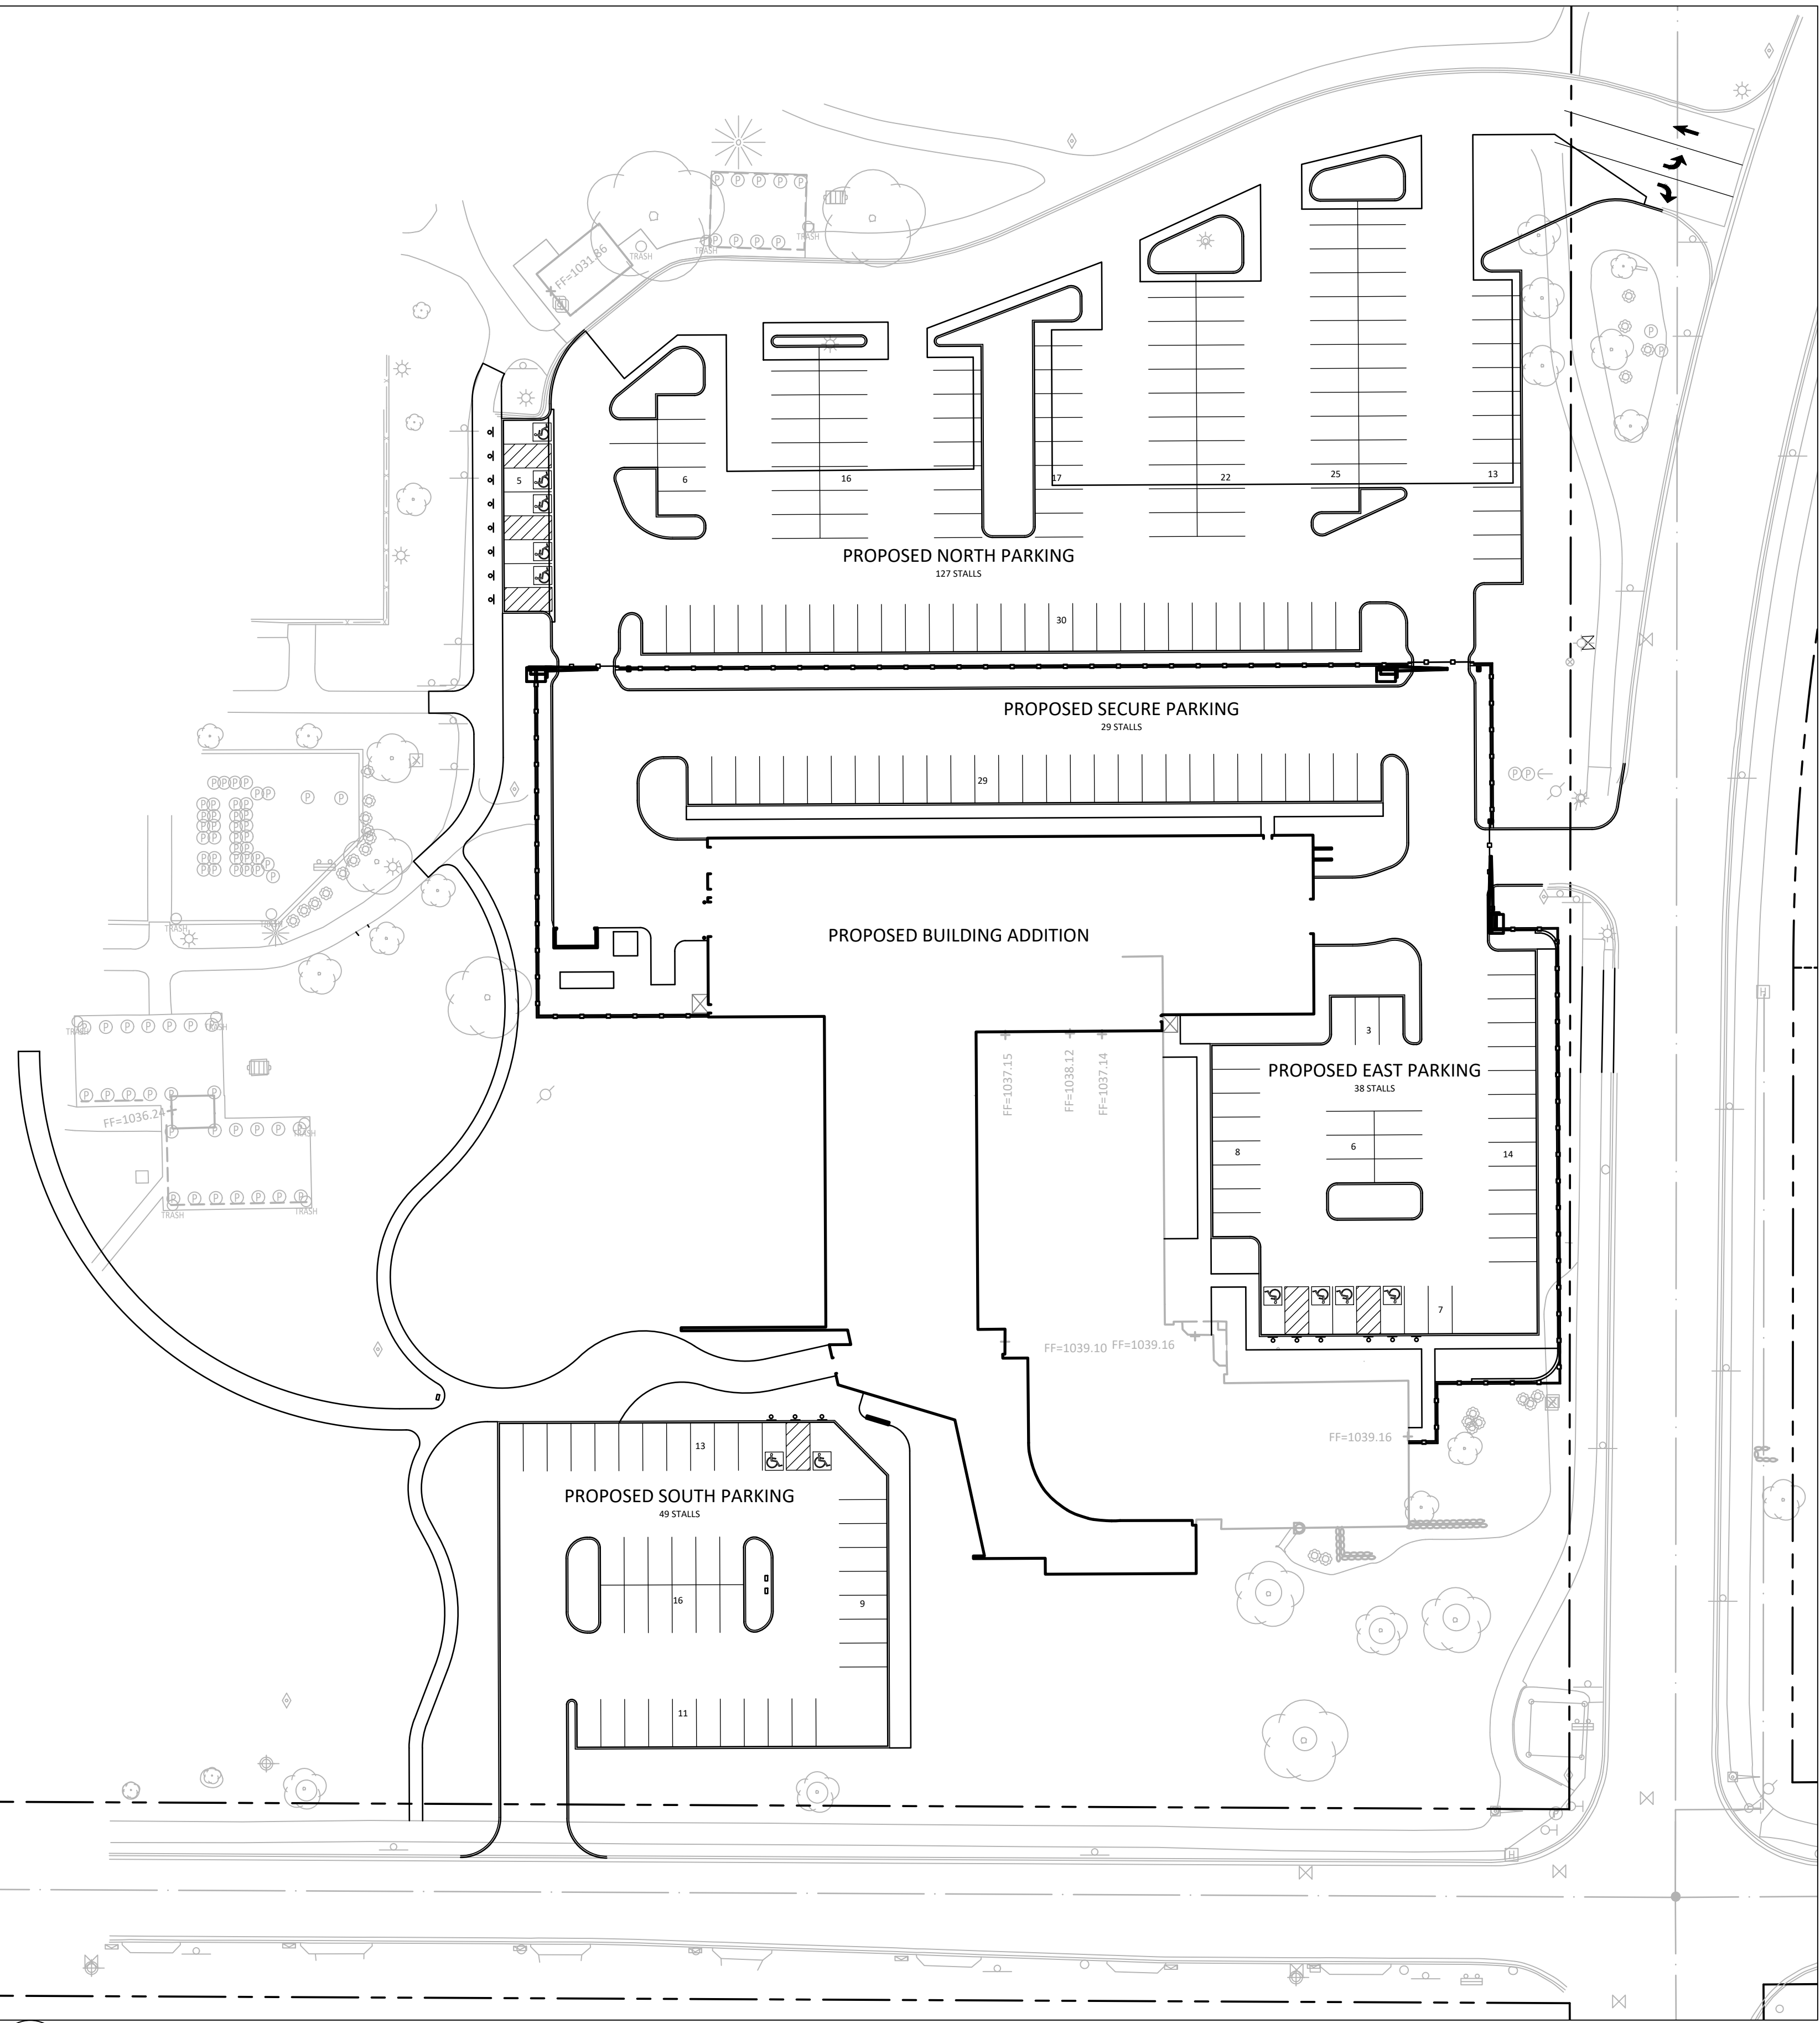 P P P P P
TRASH
TRASH
P P P P
TRASH
FF=1031.86
5
6
16
17
22
25
13
PROPOSED NORTH PARKING
127 STALLS
30
PROPOSED SECURE PARKING
29 STALLS
29
P P
PROPOSED BUILDING ADDITION
TRASH
TRASH
H
TRASH
P P P P P P
TRASH
FF=1037.15
FF=1038.12
FF=1037.14
3
PROPOSED EAST PARKING
38 STALLS
P P P P P P
FF=1036.24
P P P P P P
TRASH
8
6
14
P P P P P P P
TRASH
TRASH
7
FF=1039.10
FF=1039.16
FF=1039.16
13
PROPOSED SOUTH PARKING
49 STALLS
16
9
11
P
H